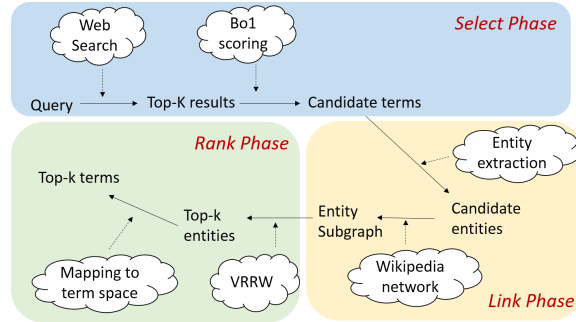 Web
Search
Bo1
scoring
Select Phase
Query
Top-K results
Candidate terms
Rank Phase
Entity
extraction
Top-k terms
Top-k
entities
Entity
Subgraph
Candidate
entities
Mapping to
term space
VRRW
Wikipedia
network
Link Phase